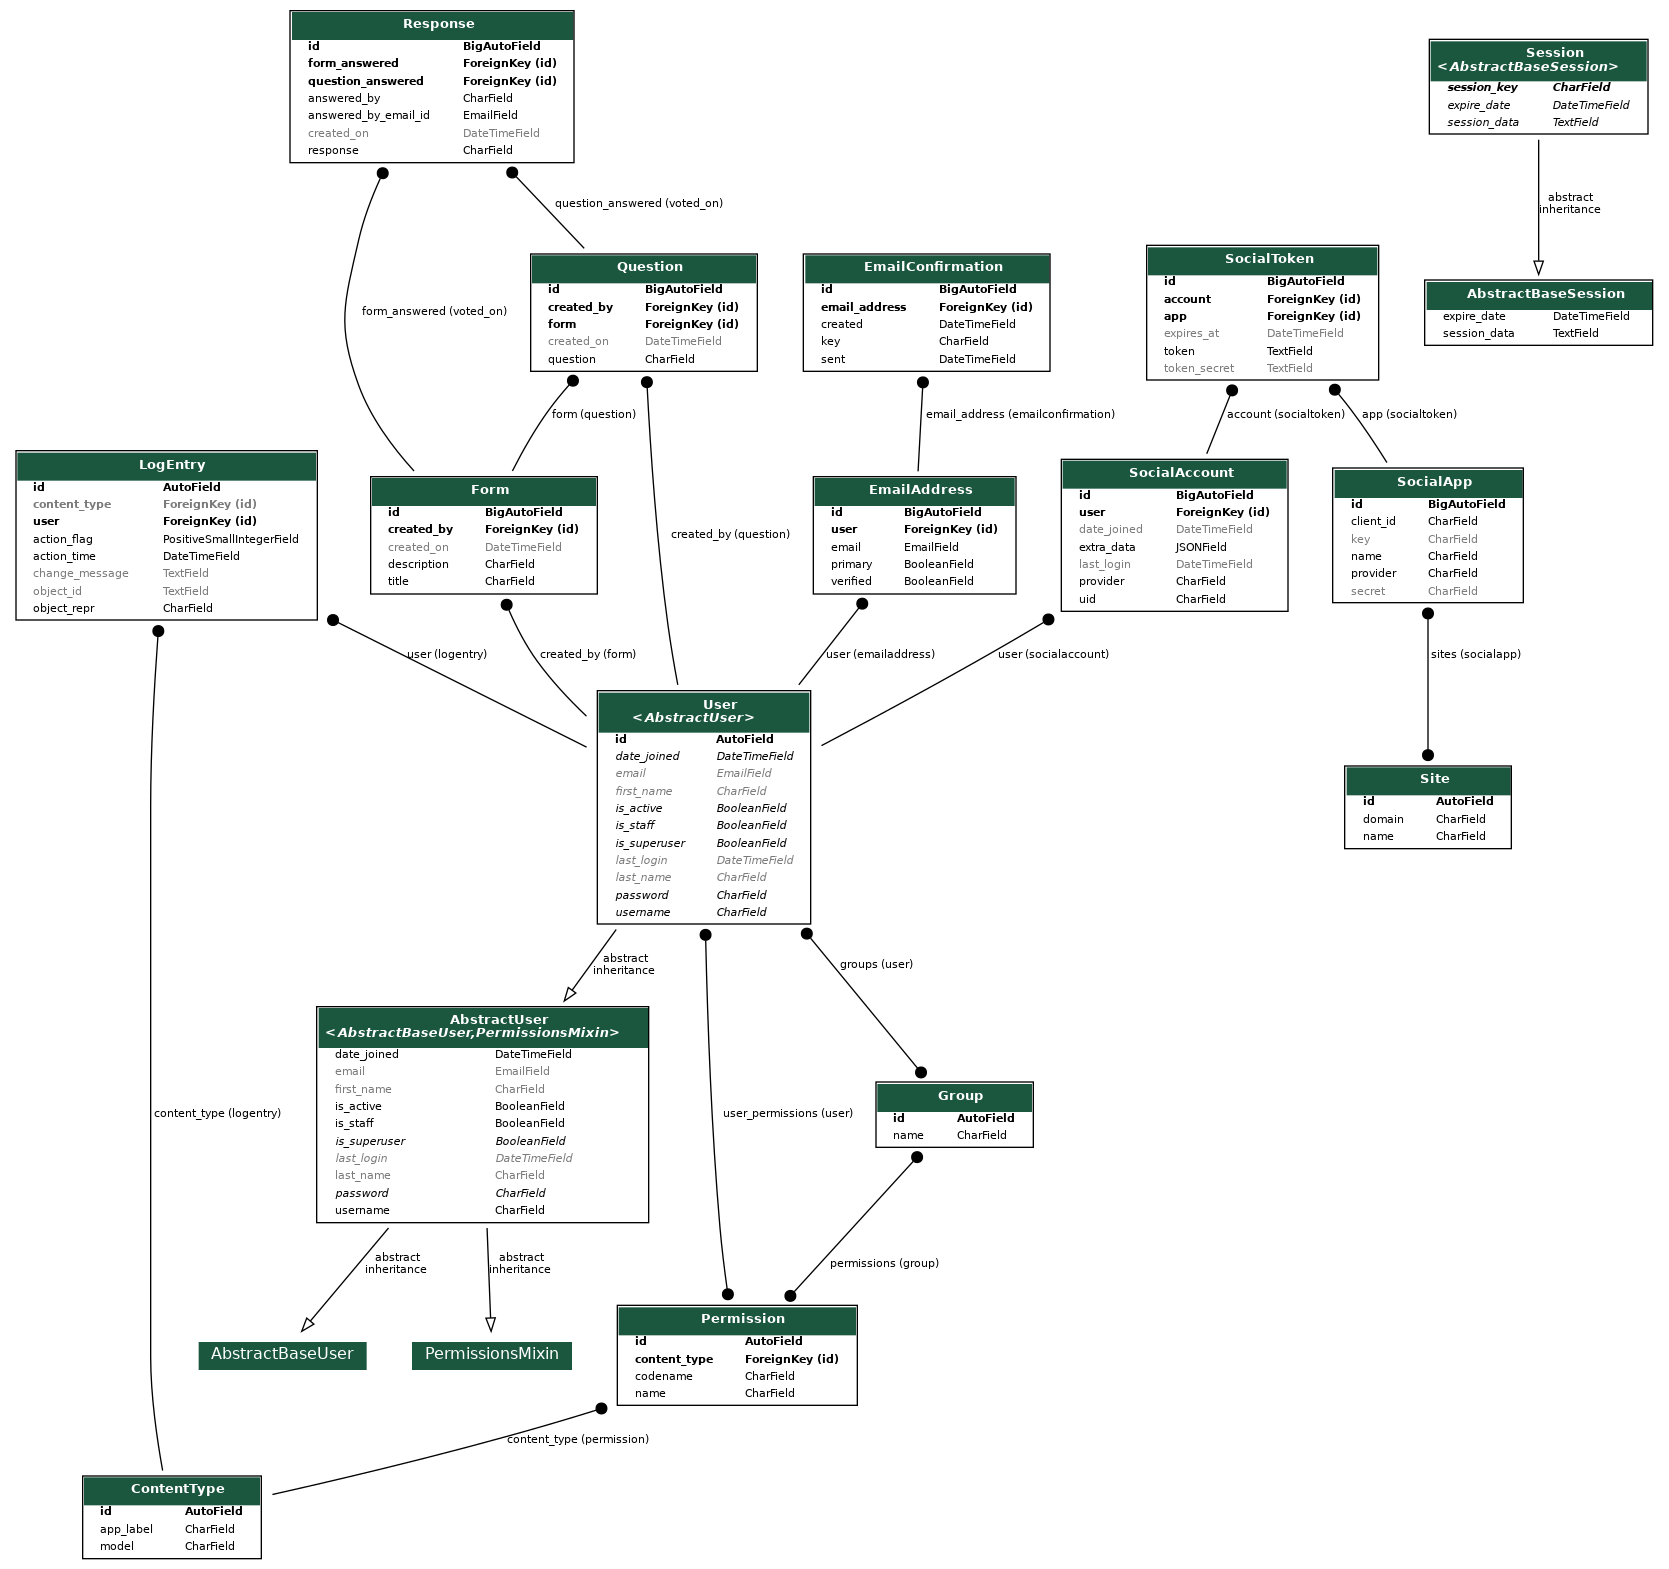 Response
id BigAutoField
form_answered ForeignKey (id)
question_answered ForeignKey (id)
answered_by CharField
answered_by_email_id EmailField
created_on DateTimeField
response CharField
Session
<AbstractBaseSession>
session_key CharField
expire_date DateTimeField
session_data TextField
abstract
inheritance
question_answered (voted_on)
form_answered (voted_on)
Question
id BigAutoField
created_by ForeignKey (id)
form ForeignKey (id)
created_on DateTimeField
question CharField
EmailConfirmation
id BigAutoField
email_address ForeignKey (id)
created DateTimeField
key CharField
sent DateTimeField
SocialToken
id BigAutoField
account ForeignKey (id)
app ForeignKey (id)
expires_at DateTimeField
token TextField
token_secret TextField
AbstractBaseSession
expire_date DateTimeField
session_data TextField
form (question)
email_address (emailconfirmation)
account (socialtoken)
app (socialtoken)
LogEntry
id AutoField
content_type ForeignKey (id)
user ForeignKey (id)
action_flag PositiveSmallIntegerField
action_time DateTimeField
change_message TextField
object_id TextField
object_repr CharField
Form
id BigAutoField
created_by ForeignKey (id)
created_on DateTimeField
description CharField
title CharField
created_by (question)
EmailAddress
id BigAutoField
user ForeignKey (id)
email EmailField
primary BooleanField
verified BooleanField
SocialAccount
id BigAutoField
user ForeignKey (id)
date_joined DateTimeField
extra_data JSONField
last_login DateTimeField
provider CharField
uid CharField
SocialApp
id BigAutoField
client_id CharField
key CharField
name CharField
provider CharField
secret CharField
user (logentry)
created_by (form)
user (emailaddress)
user (socialaccount)
sites (socialapp)
User
<AbstractUser>
id AutoField
date_joined DateTimeField
email EmailField
first_name CharField
is_active BooleanField
is_staff BooleanField
is_superuser BooleanField
last_login DateTimeField
last_name CharField
password CharField
username CharField
Site
id AutoField
domain CharField
name CharField
abstract
inheritance
groups (user)
AbstractUser
<AbstractBaseUser,PermissionsMixin>
date_joined DateTimeField
email EmailField
first_name CharField
is_active BooleanField
is_staff BooleanField
is_superuser BooleanField
last_login DateTimeField
last_name CharField
password CharField
username CharField
content_type (logentry)
user_permissions (user)
Group
id AutoField
name CharField
abstract
inheritance
abstract
inheritance
permissions (group)
AbstractBaseUser
PermissionsMixin
Permission
id AutoField
content_type ForeignKey (id)
codename CharField
name CharField
content_type (permission)
ContentType
id AutoField
app_label CharField
model CharField